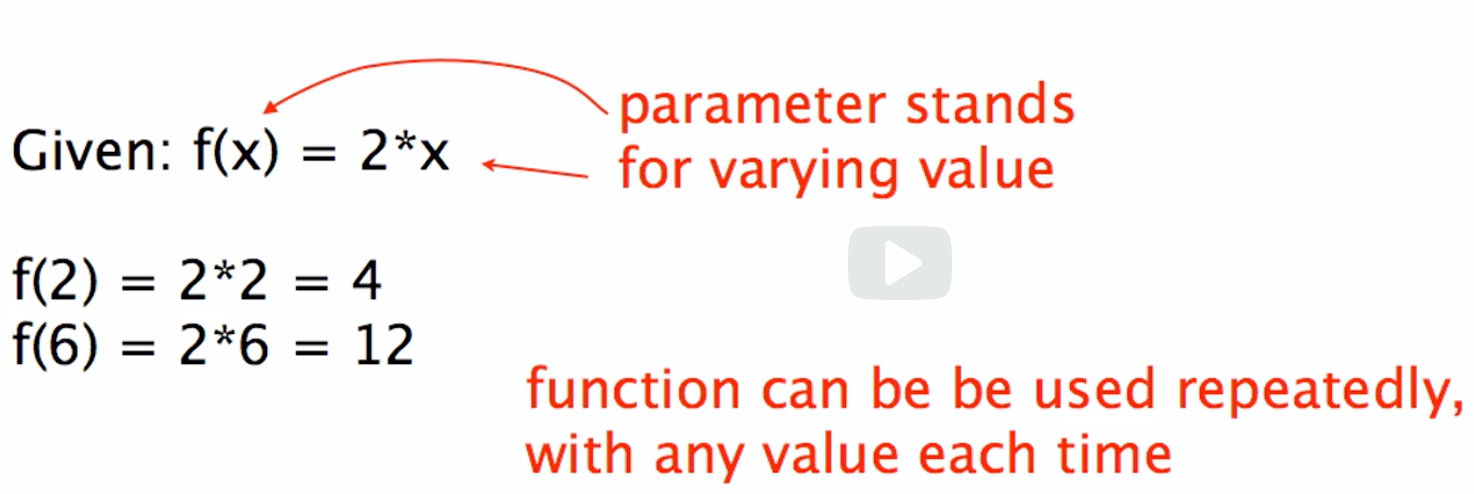 parameter stands
for varying value
Given: f(x) = 2*x
f(2) = 2*2 = 4
f(6) = 2*6 = 12
function can be be used repeatedly,
with any value each time